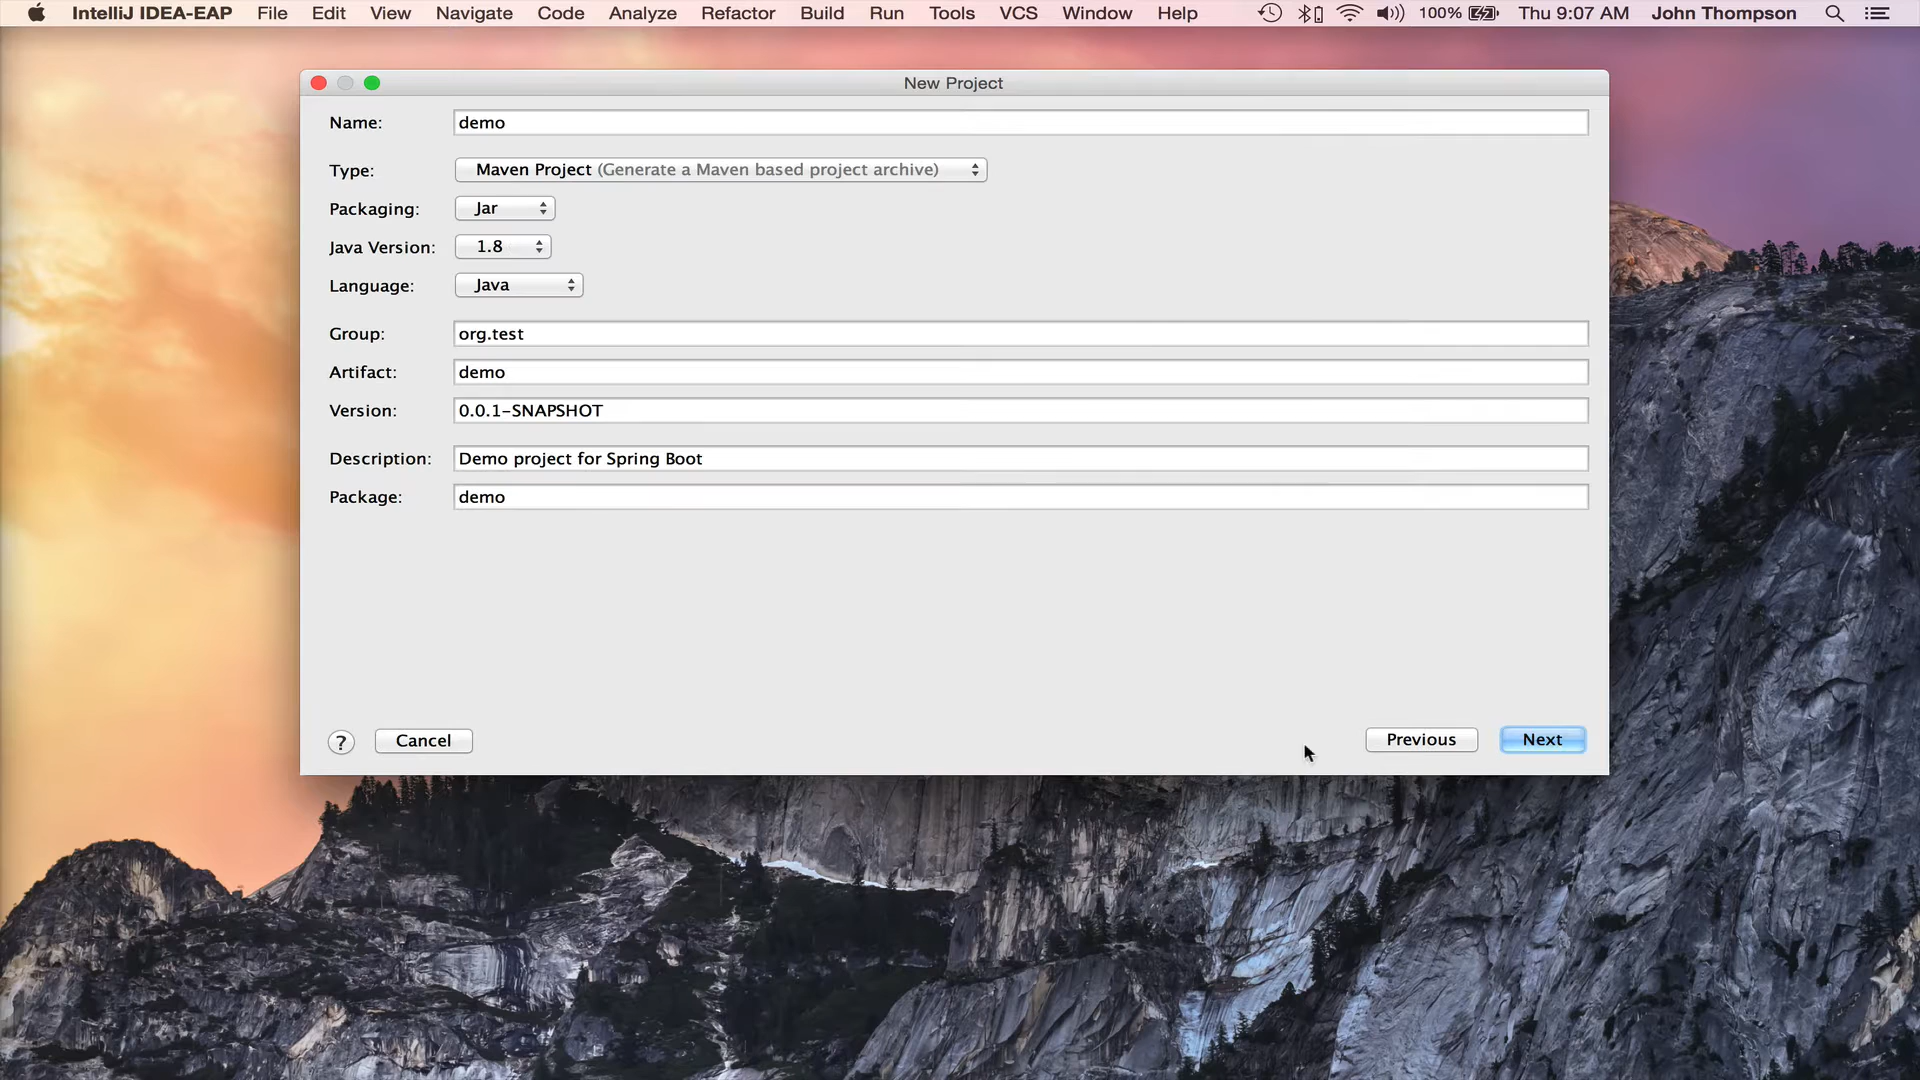 IntelliJ IDEA-EAP File Edit View Navigate Code Analyze Refactor Build Run Tools VCS Window Help 100% Thu 9:07 AM John Thompson
New Project
Name: demo
Type: Maven Project (Generate a Maven based project archive)
Packaging: Jar
Java Version: 1.8
Language: Java
Group: org.test
Artifact: demo
Version: 0.0.1-SNAPSHOT
Description: Demo project for Spring Boot
Package: demo
? Cancel Previous Next